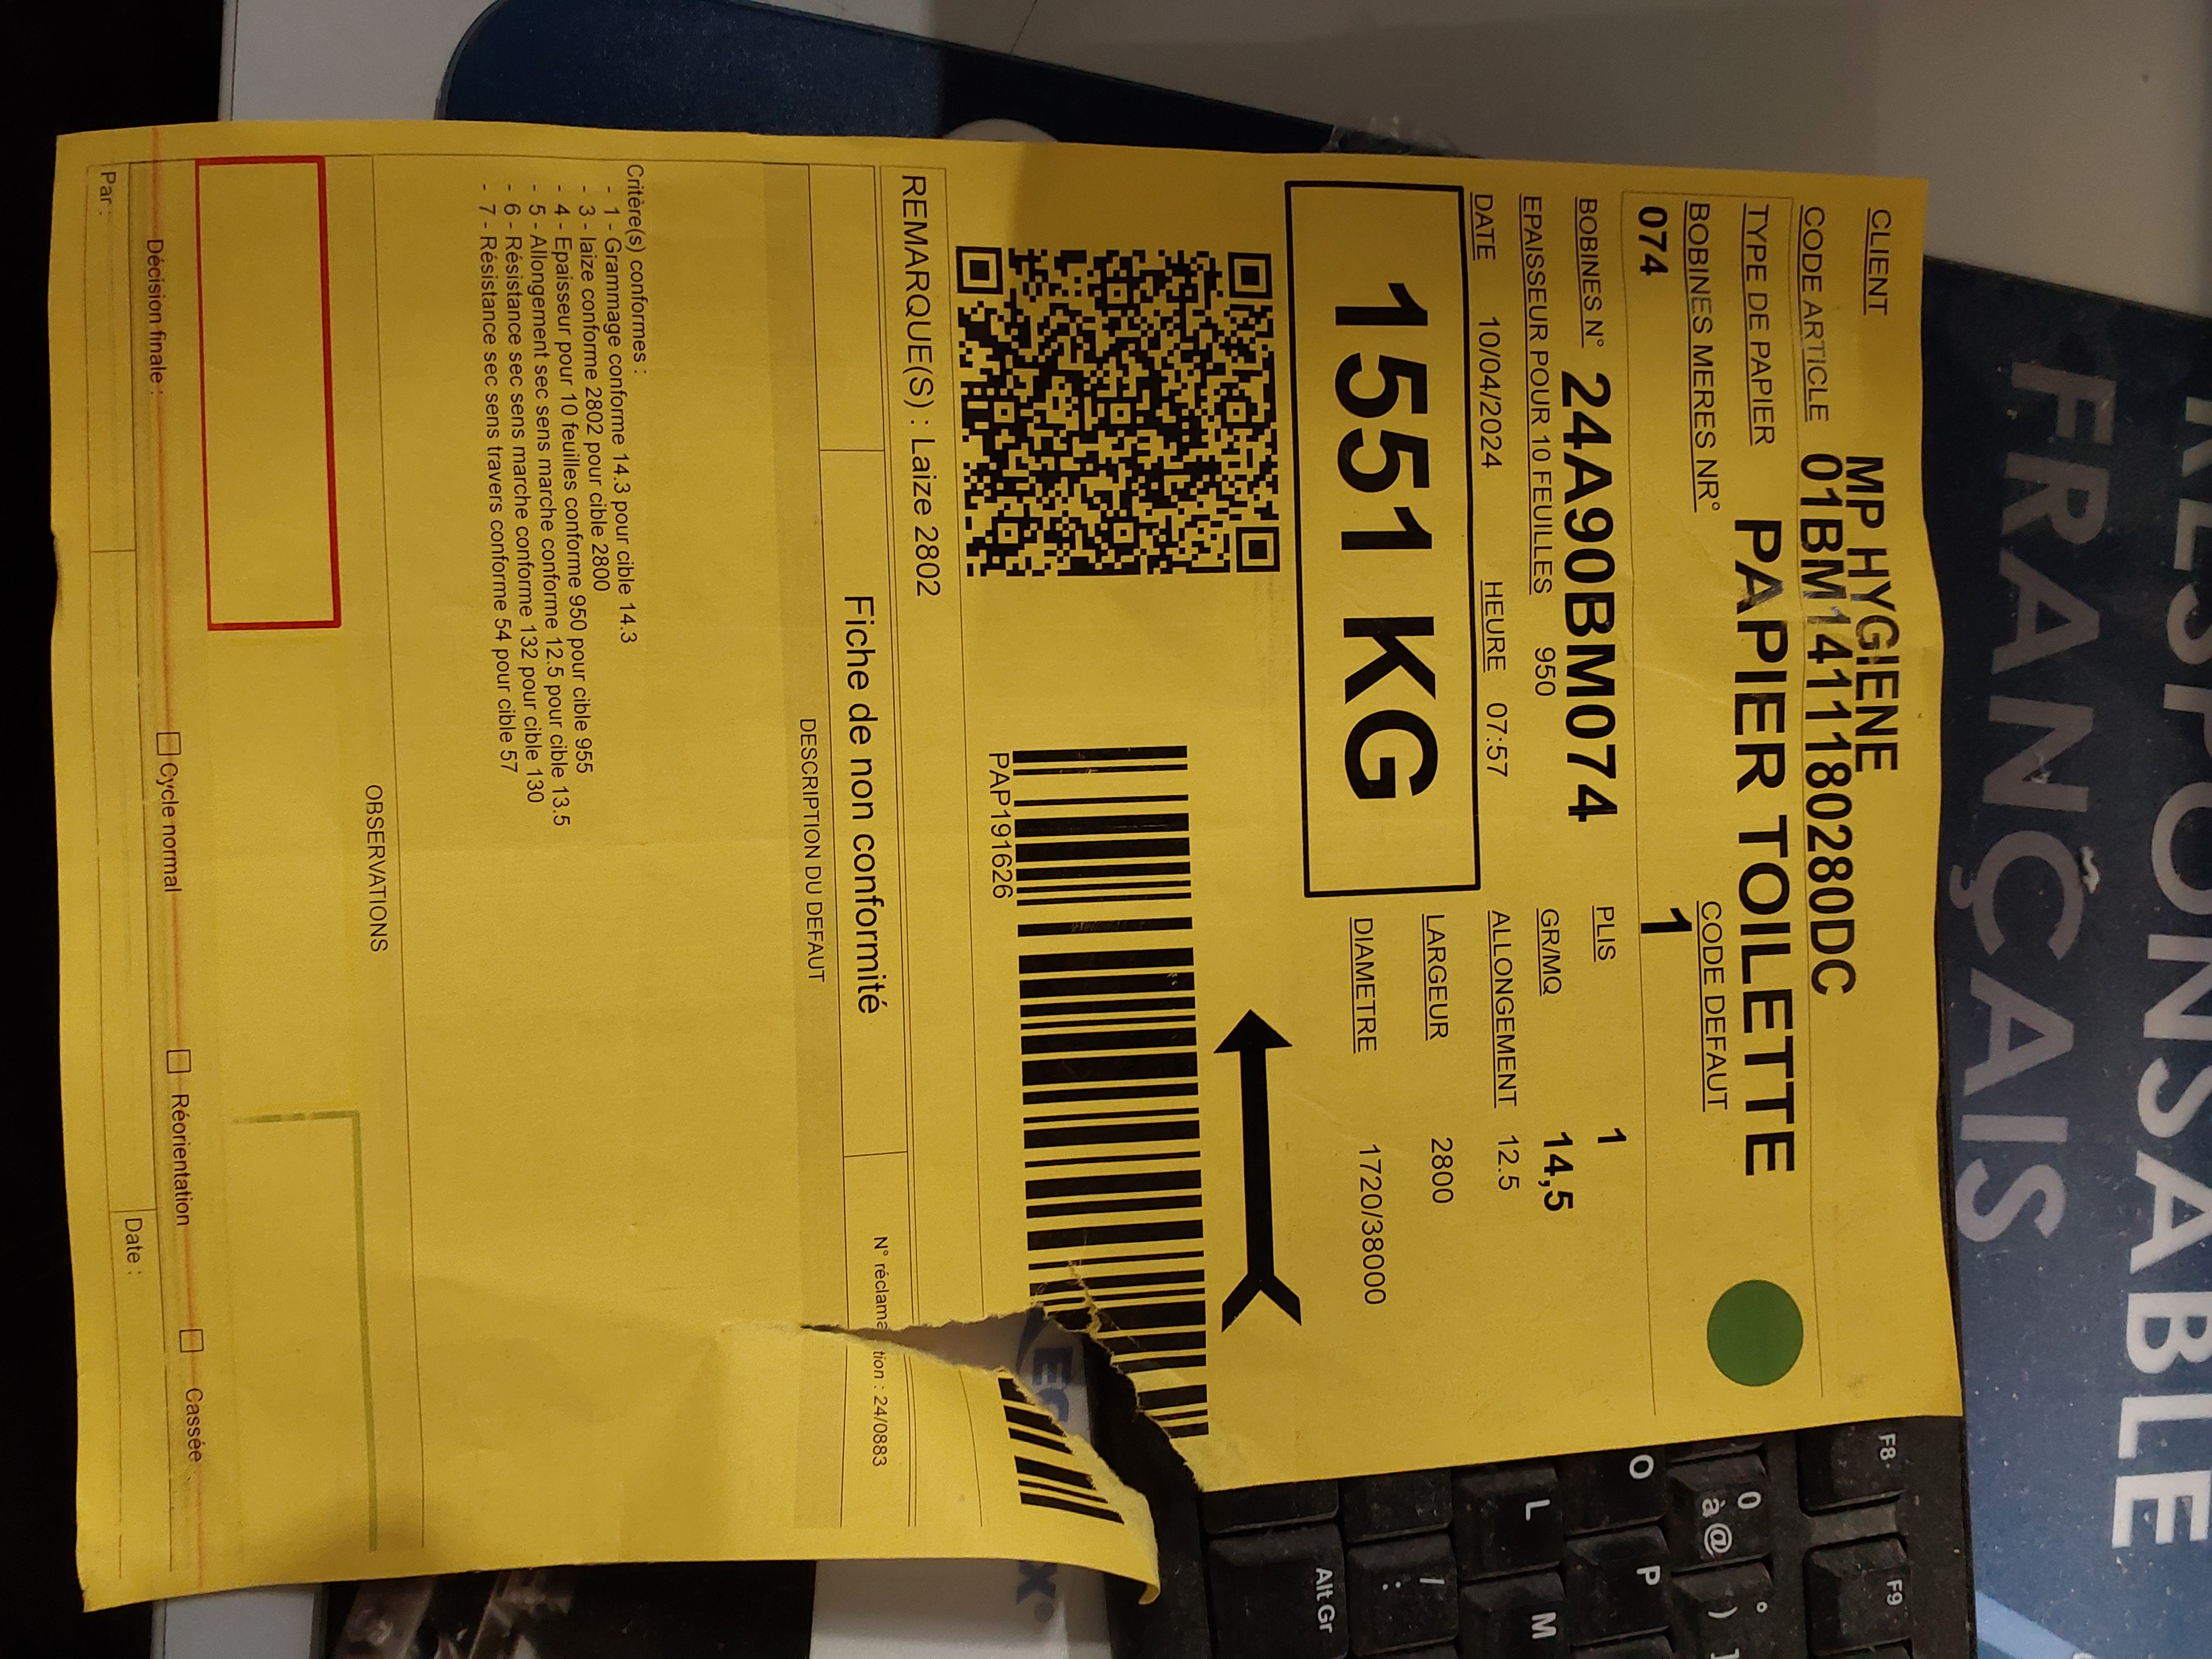 RESPONSABLE
FRANÇAIS
CLIENT MP HYGIENE
CODE ARTICLE 01BM1411180280DC
TYPE DE PAPIER PAPIER TOILETTE
BOBINES MERES NR° CODE DEFAUT
074 1
BOBINES N° 24A90BM074 PLIS 1
EPAISSEUR POUR 10 FEUILLES 950 GR/MQ 14,5
DATE 10/04/2024 HEURE 07:57 ALLONGEMENT 12.5
1551 KG LARGEUR 2800
DIAMETRE 1720/38000
PAP191626
REMARQUE(S) : Laize 2802
Fiche de non conformité N° réclamation : 24/0883
DESCRIPTION DU DEFAUT
Critère(s) conformes :
- 1 - Grammage conforme 14.3 pour cible 14.3
- 3 - laize conforme 2802 pour cible 2800
- 4 - Epaisseur pour 10 feuilles conforme 950 pour cible 955
- 5 - Allongement sec sens marche conforme 12.5 pour cible 13.5
- 6 - Résistance sec sens marche conforme 132 pour cible 130
- 7 - Résistance sec sens travers conforme 54 pour cible 57
OBSERVATIONS
Décision finale : Cycle normal Réorientation Cassée
Par : Date :
F8 F9
0 °
à @ ) ]
O P
L M
/
:
Alt Gr